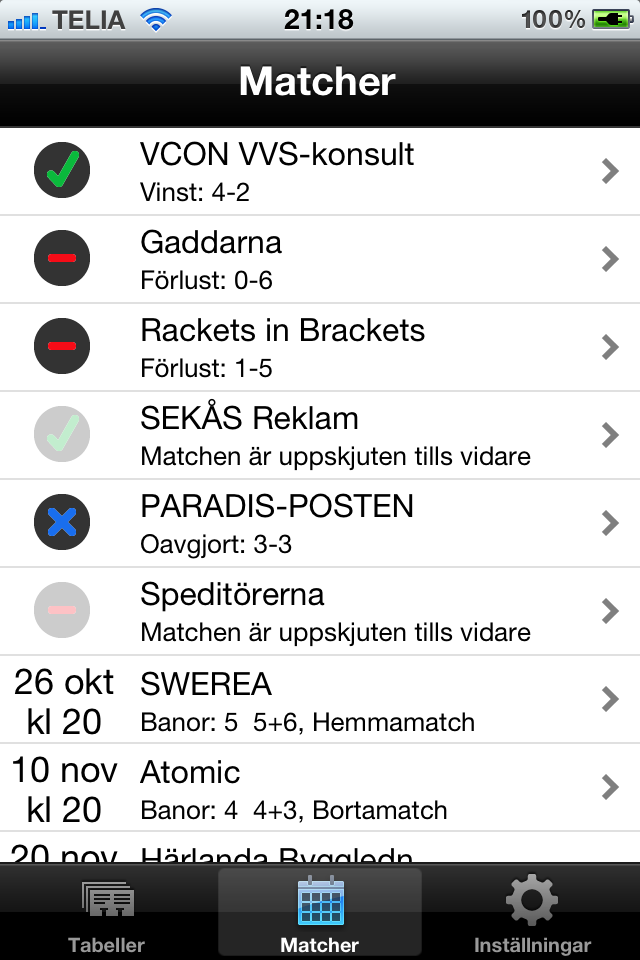 TELIA 21:18 100%
Matcher
VCON VVS-konsult
Vinst: 4-2
Gaddarna
Förlust: 0-6
Rackets in Brackets
Förlust: 1-5
SEKÅS Reklam
Matchen är uppskjuten tills vidare
PARADIS-POSTEN
Oavgjort: 3-3
Speditörerna
Matchen är uppskjuten tills vidare
26 okt
kl 20
SWEREA
Banor: 5  5+6, Hemmamatch
10 nov
kl 20
Atomic
Banor: 4  4+3, Bortamatch
20 nov
Härlanda Byggledn
Tabeller
Matcher
Inställningar